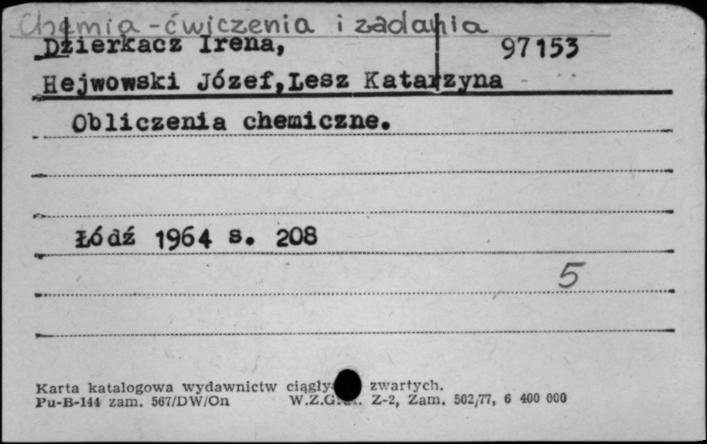 Chemia - ćwiczenia i zadania
Dzierkacz Irena, 97153
Hejwowski Józef, Lesz Katarzyna
Obliczenia chemiczne.
Łódź 1964 s. 208
5
Karta katalogowa wydawnictw zwartych.
Pu-B-144 zam. 567/DW/On Z-2, Zam. 502/77, 6 400 000